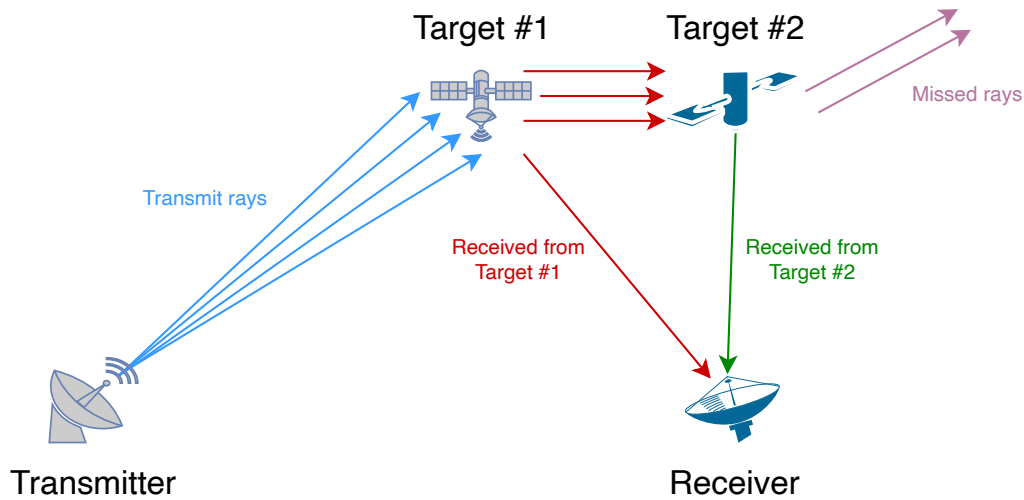 Target #1
Target #2
Missed rays
Transmit rays
Received from
Target #1
Received from
Target #2
Transmitter
Receiver